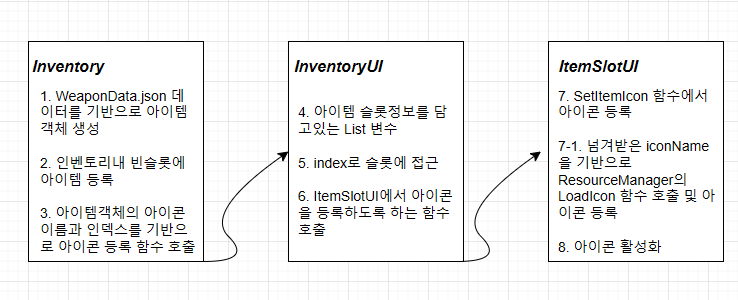 Inventory
1. WeaponData.json 데
이터를 기반으로 아이템
객체 생성
2. 인벤토리내 빈슬롯에
아이템 등록
3. 아이템객체의 아이콘
이름과 인덱스를 기반으
로 아이콘 등록 함수 호출
InventoryUI
4. 아이템 슬롯정보를 담
고있는 List 변수
5. index로 슬롯에 접근
6. ItemSlotUI에서 아이콘
을 등록하도록 하는 함수
호출
ItemSlotUI
7. SetItemIcon 함수에서
아이콘 등록
7-1. 넘겨받은 iconName
을 기반으로
ResourceManager의
LoadIcon 함수 호출 및 아
이콘 등록
8. 아이콘 활성화